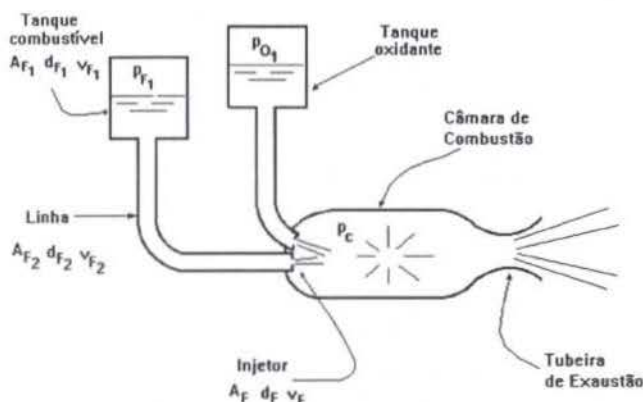 Tanque
combustível
A_F1 d_F1 v_F1
p_F1
p_O1
Tanque
oxidante
Câmara de
Combustão
Linha
A_F2 d_F2 v_F2
p_c
Injetor
A_F d_F v_F
Tubeira
de Exaustão